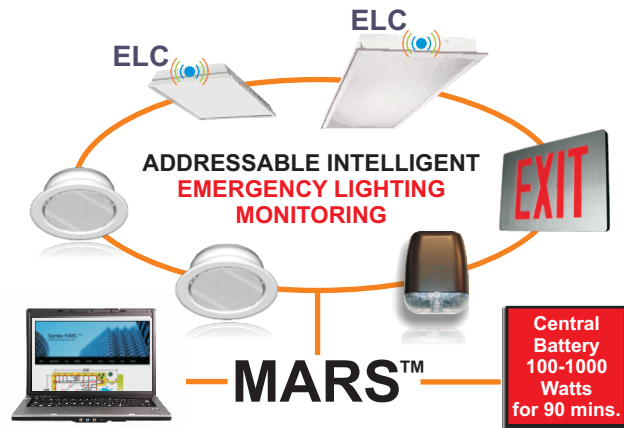 ELC
ELC
ADDRESSABLE INTELLIGENT
EMERGENCY LIGHTING
MONITORING
EXIT
MARS™
Central
Battery
100-1000
Watts
for 90 mins.